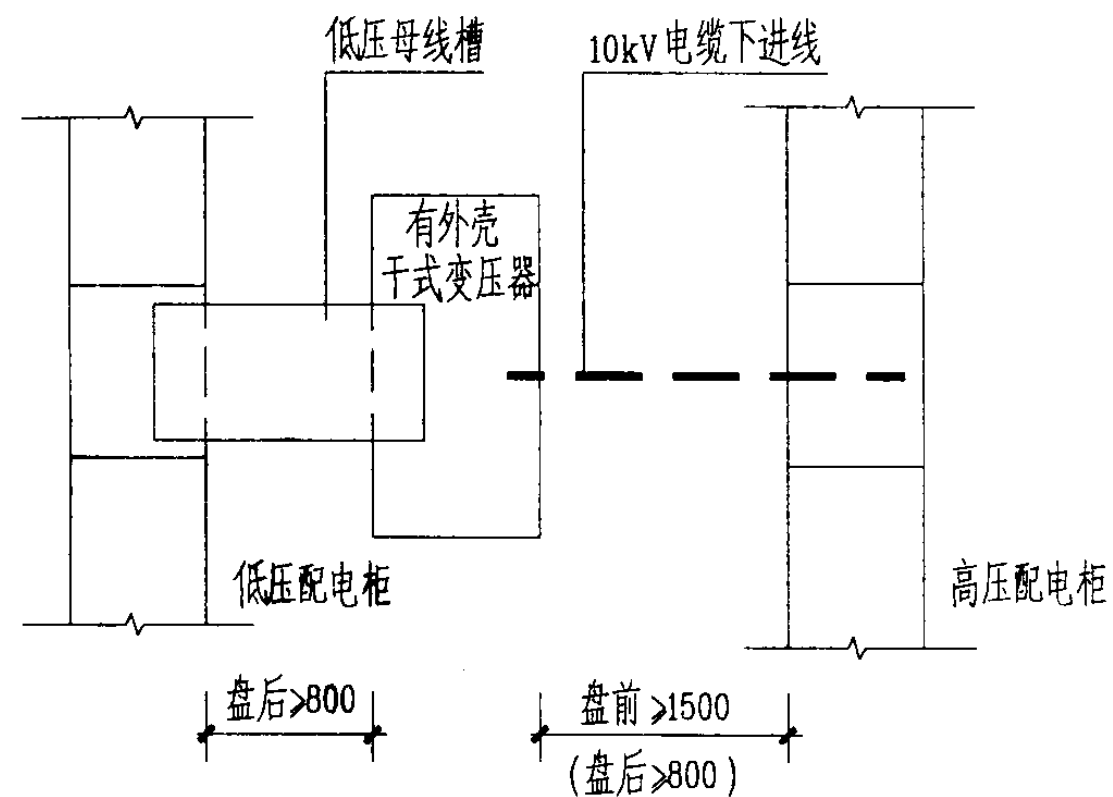 低压母线槽
10kV电缆下进线
有外壳
干式变压器
低压配电柜
高压配电柜
盘后≥800
盘前≥1500
(盘后≥800)